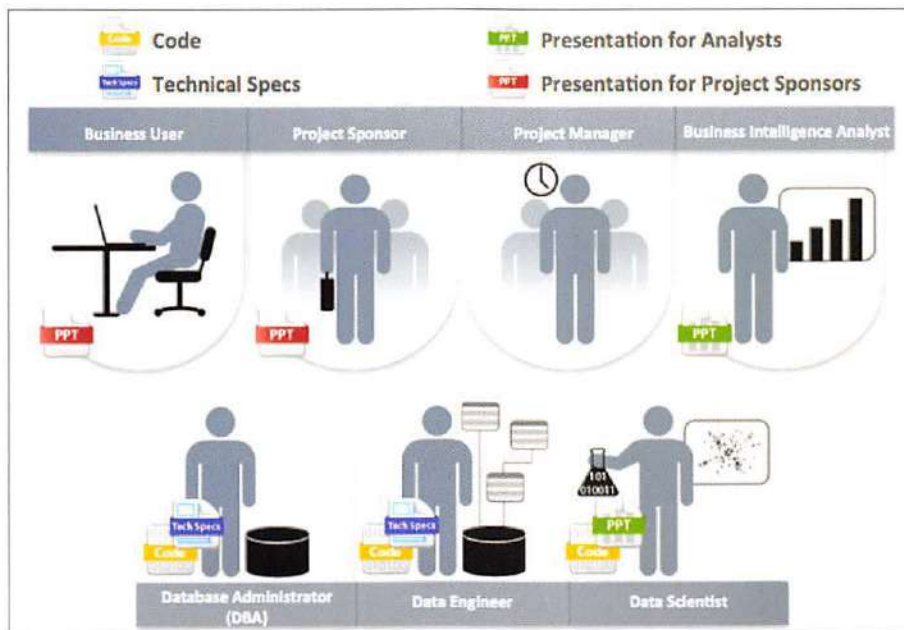 Code
Code
PPT
Presentation for Analysts
Tech Specs
Technical Specs
PPT
Presentation for Project Sponsors
Business User
Project Sponsor
Project Manager
Business Intelligence Analyst
PPT
PPT
PPT
101
010011
Tech Specs
Code
Tech Specs
Code
PPT
Code
Database Administrator
(DBA)
Data Engineer
Data Scientist